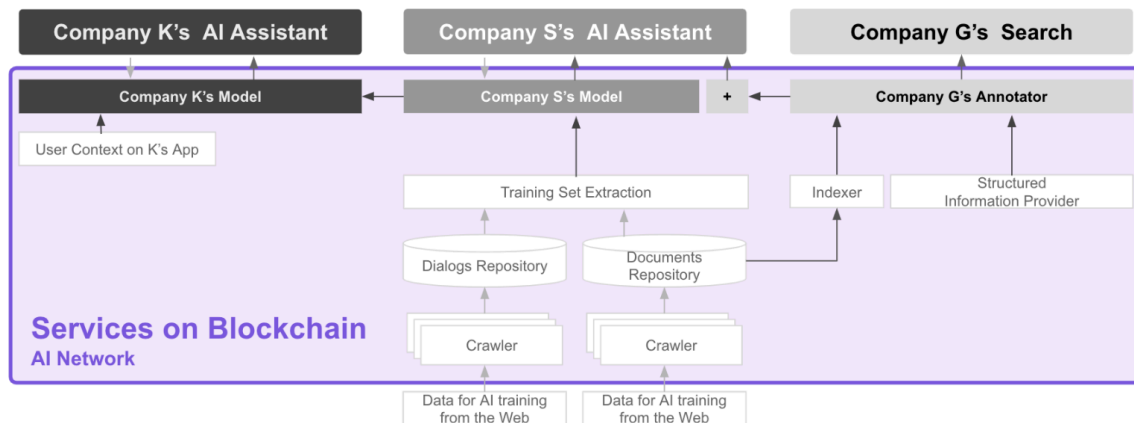 Company K's AI Assistant
Company S's AI Assistant
Company G's Search
Company K's Model
Company S's Model
+
Company G's Annotator
User Context on K's App
Training Set Extraction
Indexer
Structured
Information Provider
Dialogs Repository
Documents
Repository
Services on Blockchain
AI Network
Crawler
Crawler
Data for AI training
from the Web
Data for AI training
from the Web